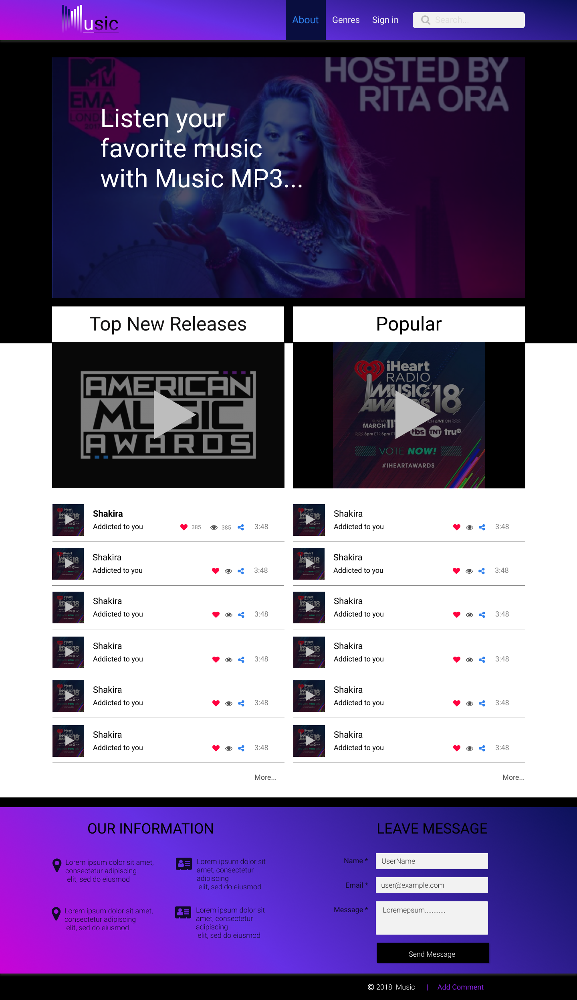 usic
About
Genres
Sign in
Search...
HOSTED BY
RITA ORA
MTV
EMA
LONDON
2017
Listen your
favorite music
with Music MP3...
Top New Releases
Popular
AMERICAN
MUSIC
AWARDS
iHeart
RADIO
MUSIC
AWARDS 18
SUNDAY
LIVE ON
MARCH 11
tbs TNT truTV
8pm ET 5pm
VOTE NOW!
#IHEARTAWARDS
Shakira
Addicted to you
385
385
3:48
Shakira
Addicted to you
3:48
Shakira
Addicted to you
3:48
Shakira
Addicted to you
3:48
Shakira
Addicted to you
3:48
Shakira
Addicted to you
3:48
More...
Shakira
Addicted to you
3:48
Shakira
Addicted to you
3:48
Shakira
Addicted to you
3:48
Shakira
Addicted to you
3:48
Shakira
Addicted to you
3:48
Shakira
Addicted to you
3:48
More...
OUR INFORMATION
Lorem ipsum dolor sit amet,
consectetur adipiscing
elit, sed do eiusmod
Lorem ipsum dolor sit
amet, consectetur
adipiscing
elit, sed do eiusmod
Lorem ipsum dolor sit amet,
consectetur adipiscing
elit, sed do eiusmod
Lorem ipsum dolor sit
amet, consectetur
adipiscing
elit, sed do eiusmod
LEAVE MESSAGE
Name *
UserName
Email *
user@example.com
Message *
Loremepsum............
Send Message
© 2018 Music | Add Comment